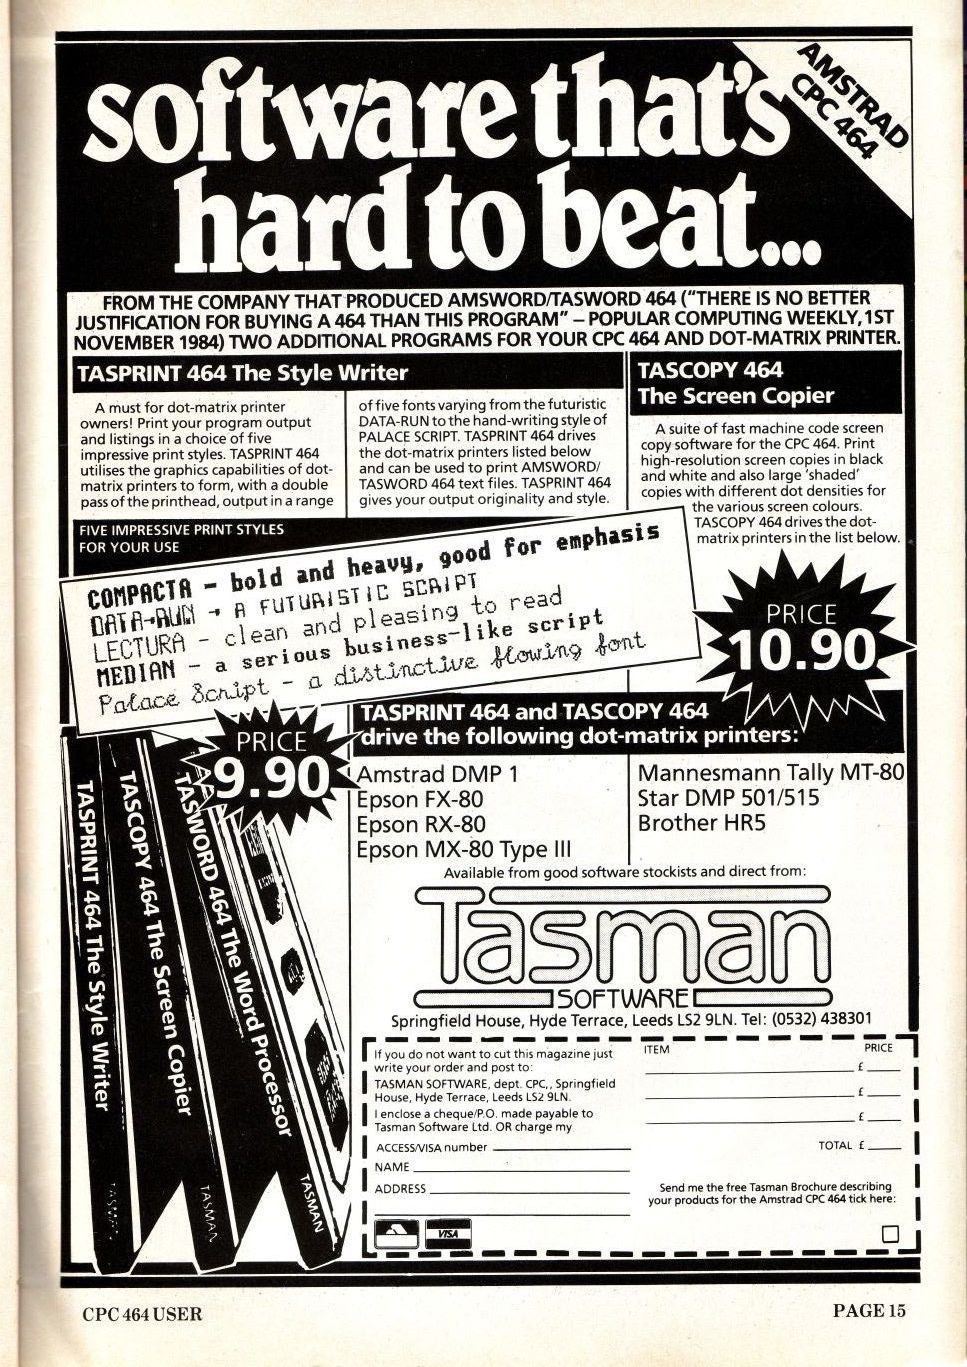 software that's
hard to beat...
AMSTRAD
CPC 464
FROM THE COMPANY THAT PRODUCED AMSWORD/TASWORD 464 ("THERE IS NO BETTER
JUSTIFICATION FOR BUYING A 464 THAN THIS PROGRAM" – POPULAR COMPUTING WEEKLY, 1ST
NOVEMBER 1984) TWO ADDITIONAL PROGRAMS FOR YOUR CPC 464 AND DOT-MATRIX PRINTER.
TASPRINT 464 The Style Writer
A must for dot-matrix printer
owners! Print your program output
and listings in a choice of five
impressive print styles. TASPRINT 464
utilises the graphics capabilities of dot-
matrix printers to form, with a double
pass of the printhead, output in a range
of five fonts varying from the futuristic
DATA-RUN to the hand-writing style of
PALACE SCRIPT. TASPRINT 464 drives
the dot-matrix printers listed below
and can be used to print AMSWORD/
TASWORD 464 text files. TASPRINT 464
gives your output originality and style.
TASCOPY 464
The Screen Copier
A suite of fast machine code screen
copy software for the CPC 464. Print
high-resolution screen copies in black
and white and also large 'shaded'
copies with different dot densities for
the various screen colours.
TASCOPY 464 drives the dot-
matrix printers in the list below.
FIVE IMPRESSIVE PRINT STYLES
FOR YOUR USE
COMPACTA – bold and heavy, good for emphasis
DATA-RUN - A FUTURISTIC SCRIPT
LECTURA – clean and pleasing to read
MEDIAN – a serious business-like script
Palace Script – a distinctive flowing font
PRICE
10.90
PRICE
9.90
TASPRINT 464 and TASCOPY 464
drive the following dot-matrix printers:
Amstrad DMP 1
Epson FX-80
Epson RX-80
Epson MX-80 Type III
Mannesmann Tally MT-80
Star DMP 501/515
Brother HR5
TASPRINT 464 The Style Writer
TASMAN
TASCOPY 464 The Screen Copier
TASMAN
TASWORD 464 The Word Processor
TASMAN
Available from good software stockists and direct from:
Tasman
SOFTWARE
Springfield House, Hyde Terrace, Leeds LS2 9LN. Tel: (0532) 438301
If you do not want to cut this magazine just
write your order and post to:
TASMAN SOFTWARE, dept. CPC,, Springfield
House, Hyde Terrace, Leeds LS2 9LN.
I enclose a cheque/P.O. made payable to
Tasman Software Ltd. OR charge my
ACCESS/VISA number
NAME
ADDRESS
VISA
ITEM PRICE
£
£
£
TOTAL £
Send me the free Tasman Brochure describing
your products for the Amstrad CPC 464 tick here:
CPC 464 USER
PAGE 15